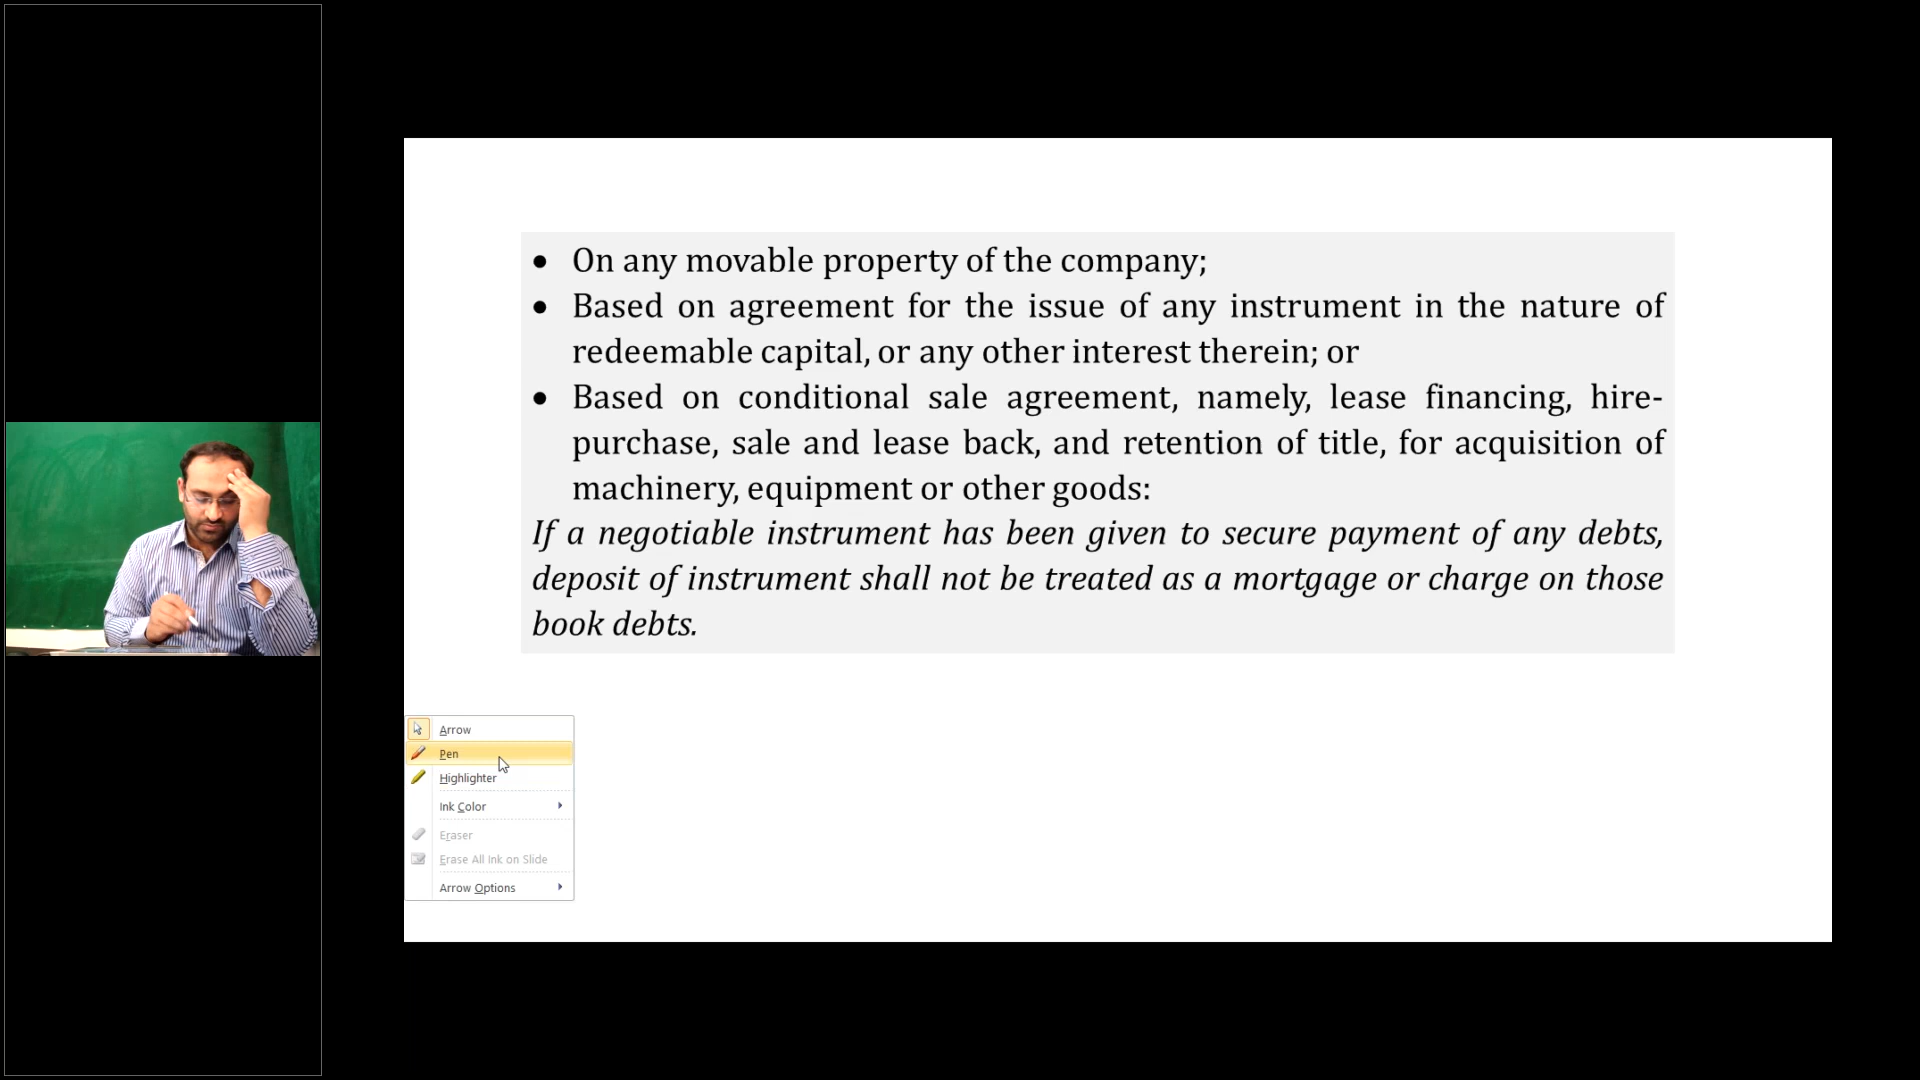 • On any movable property of the company;
• Based on agreement for the issue of any instrument in the nature of
redeemable capital, or any other interest therein; or
• Based on conditional sale agreement, namely, lease financing, hire-
purchase, sale and lease back, and retention of title, for acquisition of
machinery, equipment or other goods:
If a negotiable instrument has been given to secure payment of any debts,
deposit of instrument shall not be treated as a mortgage or charge on those
book debts.
Arrow
Pen
Highlighter
Ink Color
Eraser
Erase All Ink on Slide
Arrow Options